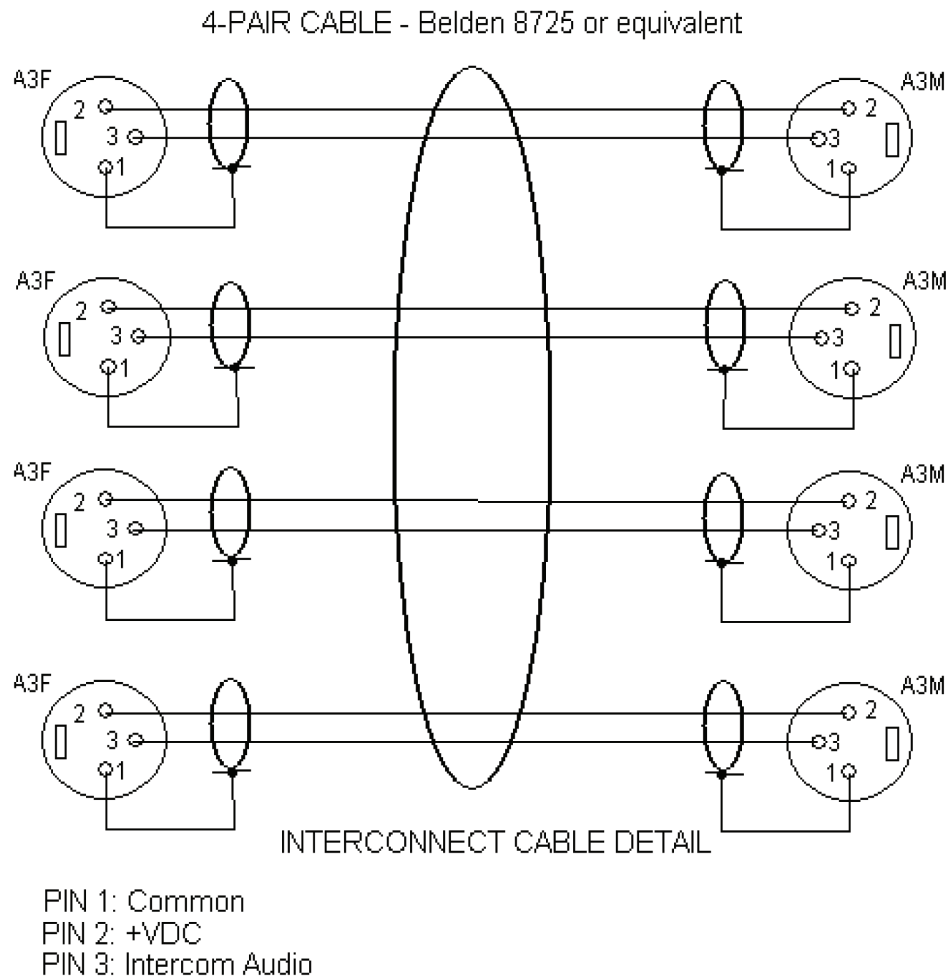 4-PAIR CABLE - Belden 8725 or equivalent
A3F A3M
2 2
3 3
1 1
A3F A3M
2 2
3 3
1 1
A3F A3M
2 2
3 3
1 1
A3F A3M
2 2
3 3
1 1
INTERCONNECT CABLE DETAIL
PIN 1: Common
PIN 2: +VDC
PIN 3: Intercom Audio